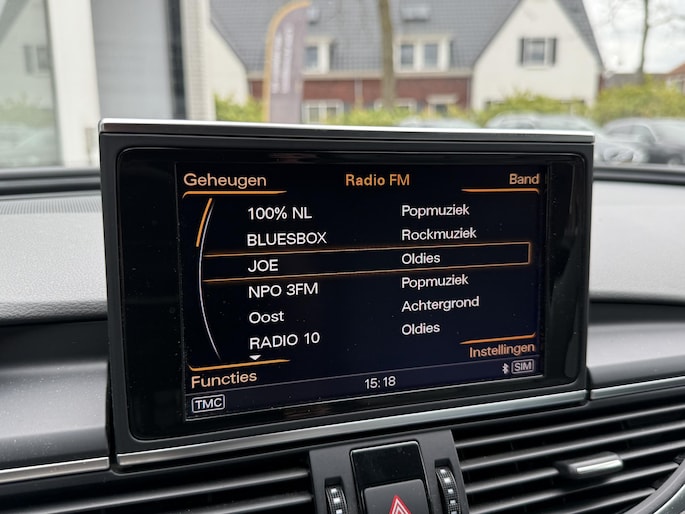 Geheugen Radio FM Band
100% NL Popmuziek
BLUESBOX Rockmuziek
JOE Oldies
NPO 3FM Popmuziek
Oost Achtergrond
RADIO 10 Oldies
Functies Instellingen
TMC 15:18 SIM